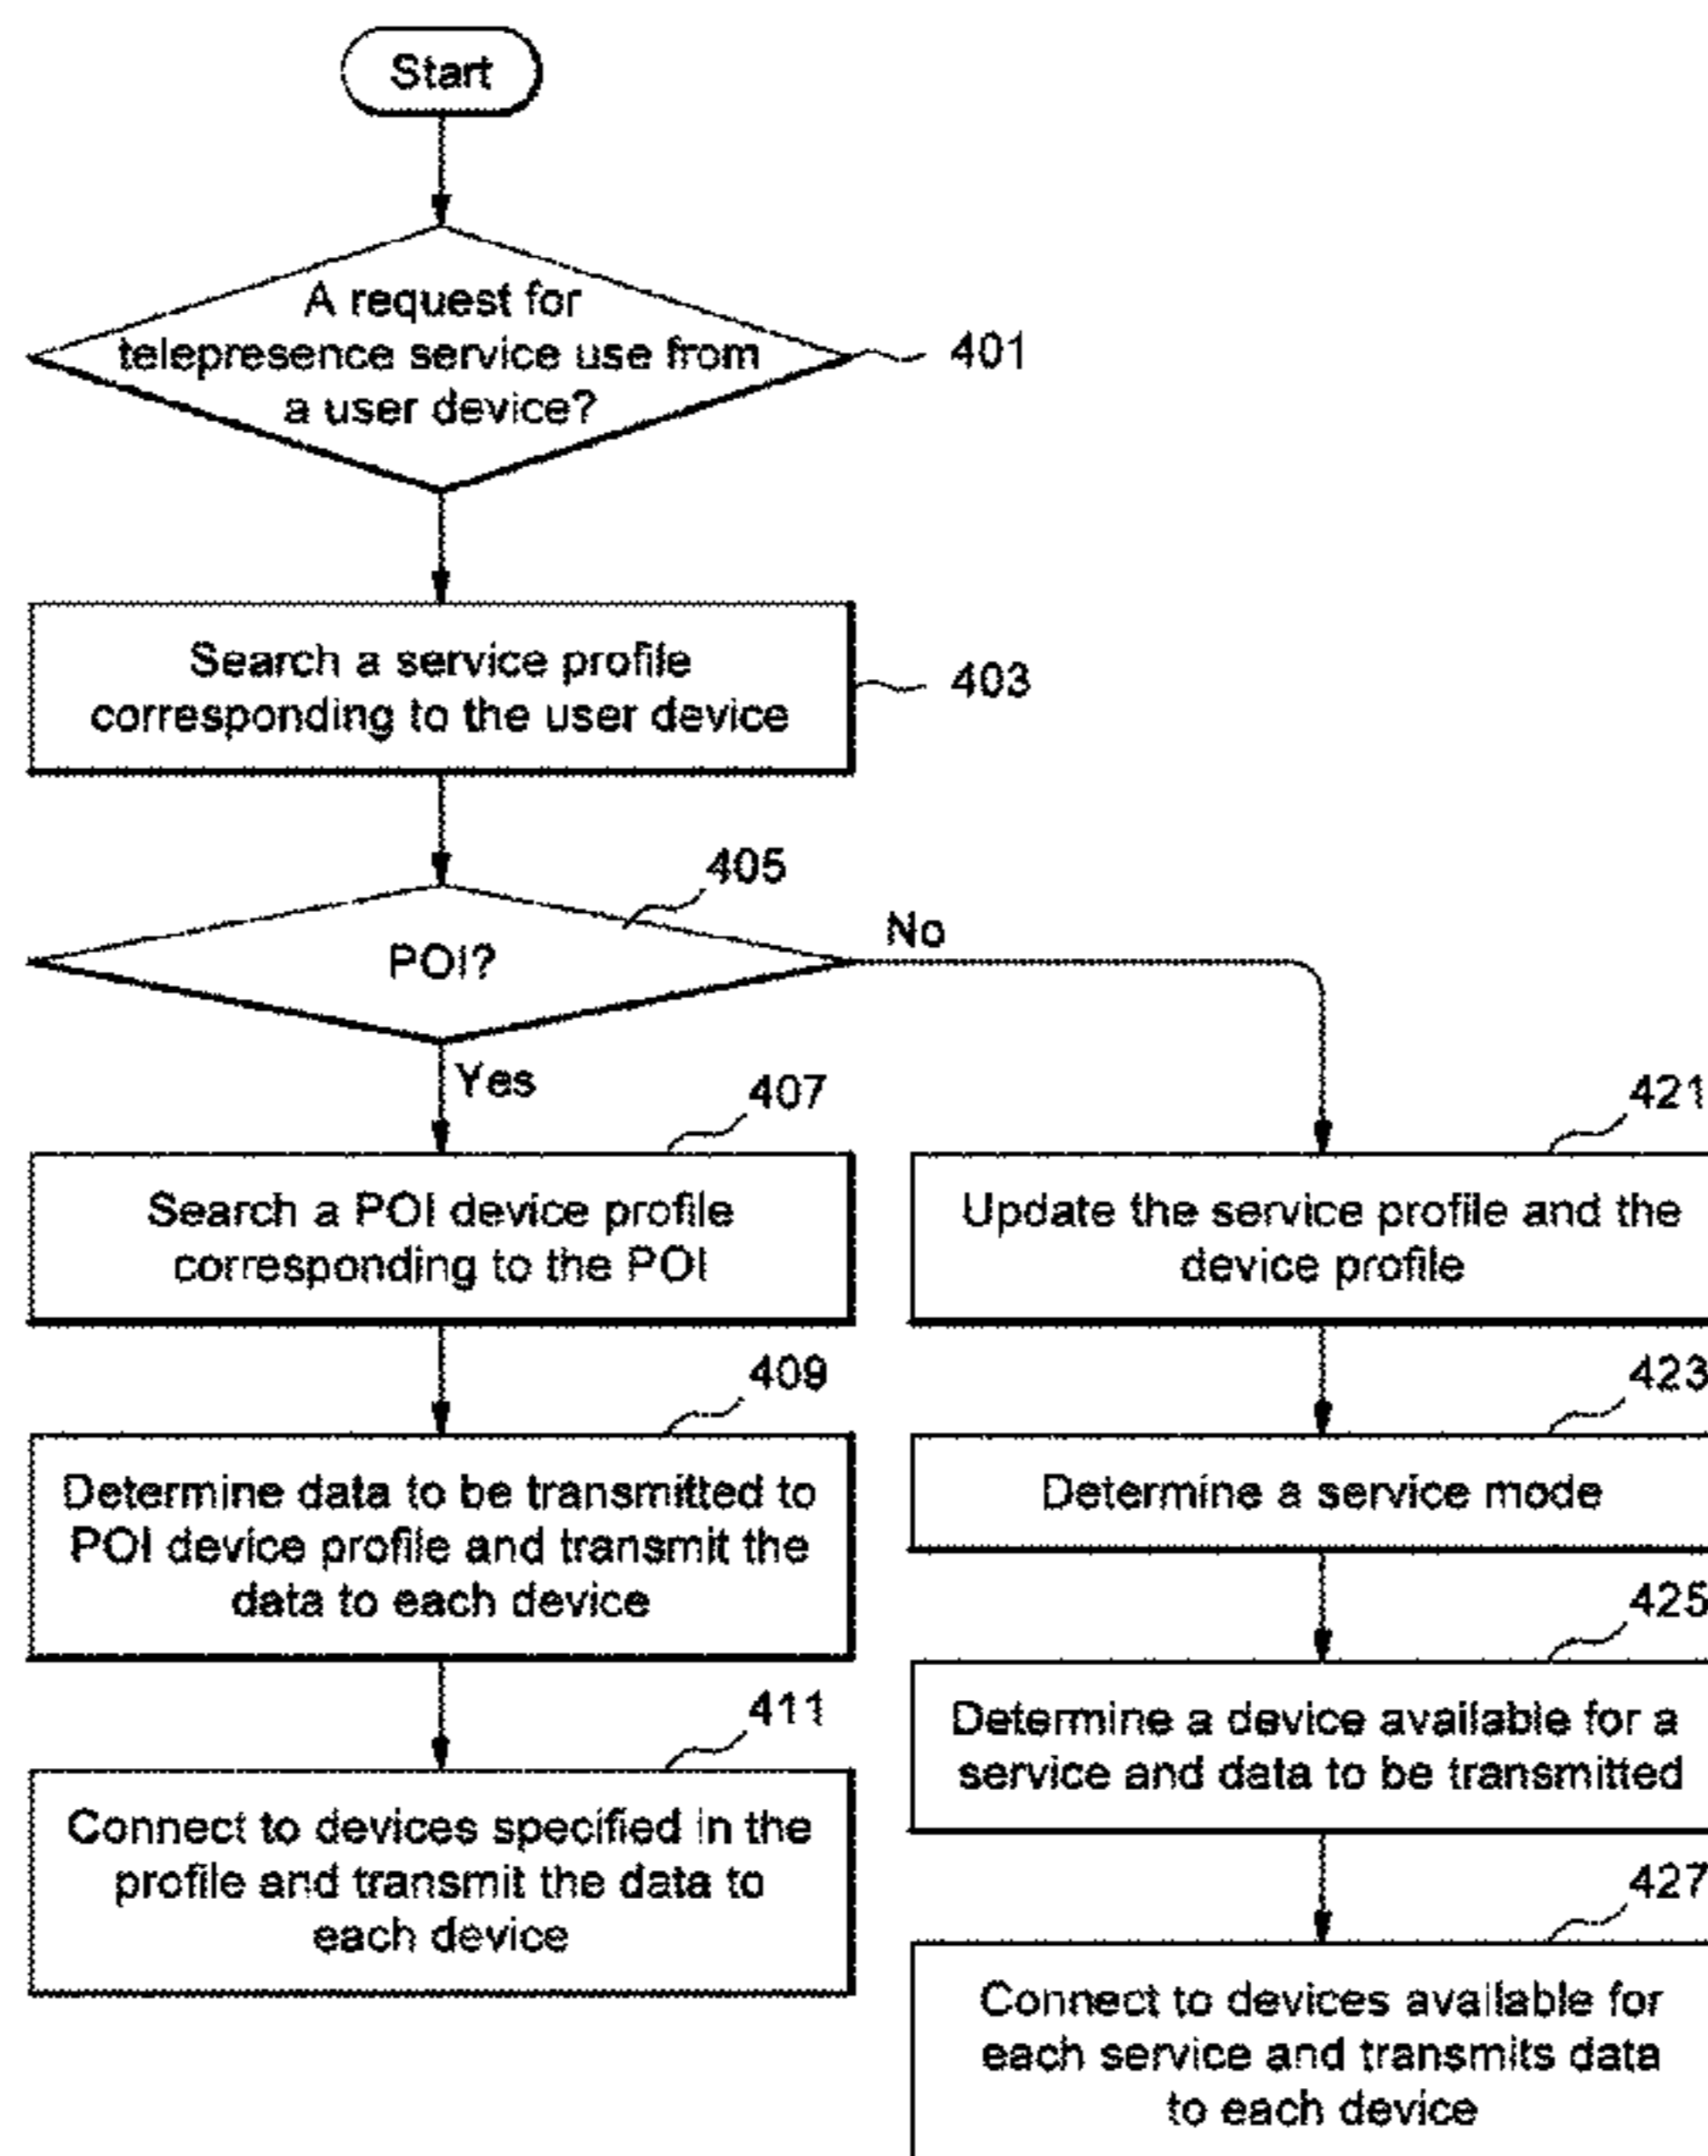 Start
A request for
telepresence service use from
a user device?
401
Search a service profile
corresponding to the user device
403
405
POI?
No
Yes
407
Search a POI device profile
corresponding to the POI
409
Determine data to be transmitted to
POI device profile and transmit the
data to each device
411
Connect to devices specified in the
profile and transmit the data to
each device
421
Update the service profile and the
device profile
423
Determine a service mode
425
Determine a device available for a
service and data to be transmitted
427
Connect to devices available for
each service and transmits data
to each device